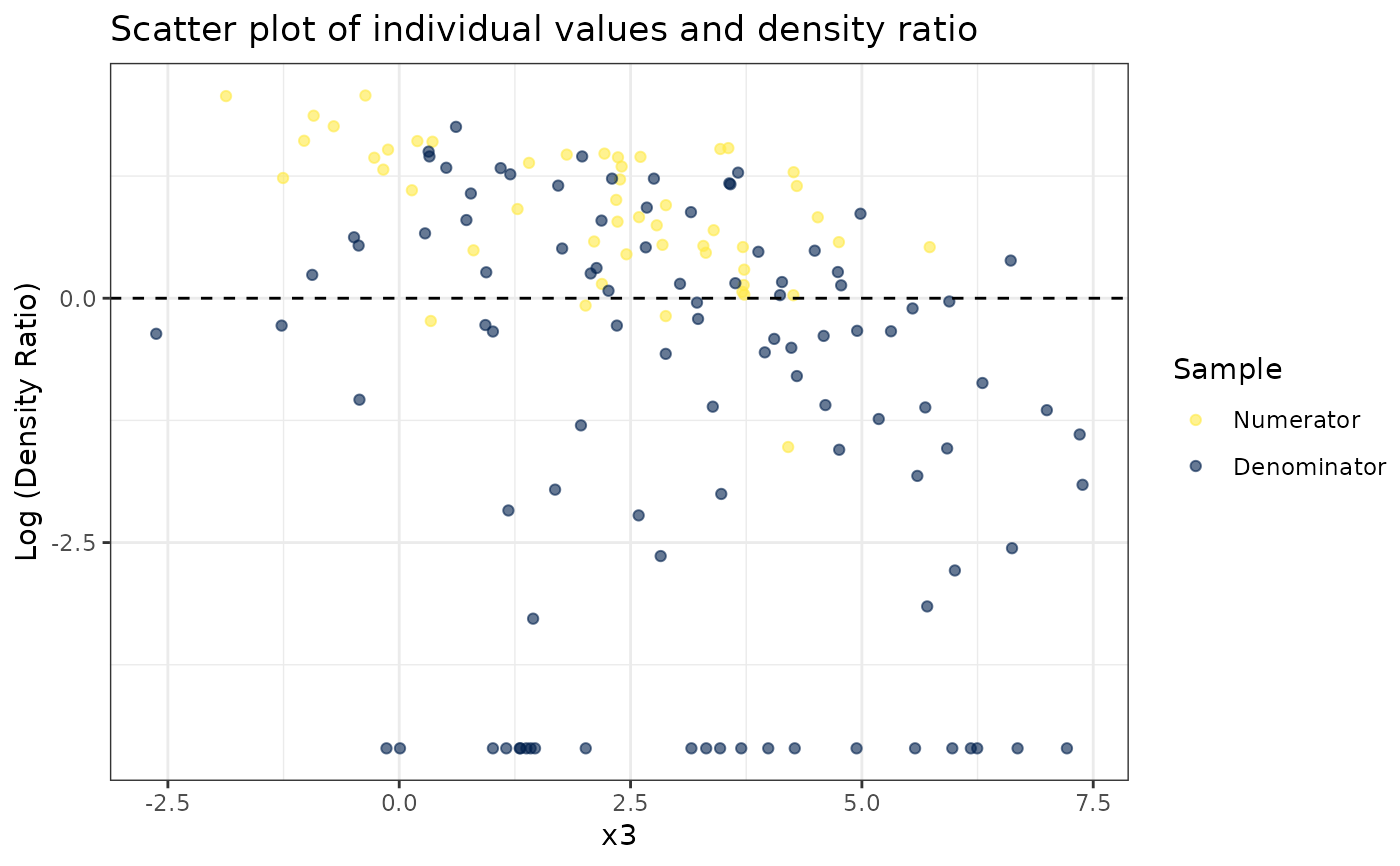 Scatter plot of individual values and density ratio
Log (Density Ratio)
0.0
-2.5
-2.5
0.0
2.5
5.0
7.5
x3
Sample
Numerator
Denominator